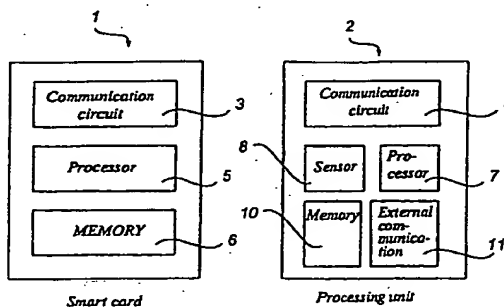 1
2
Communication
circuit
3
Processor
5
MEMORY
6
Smart card
Communication
circuit
8
Sensor
Pro-
cessor
7
10
Memory
External
com-
munica-
tion
11
Processing unit